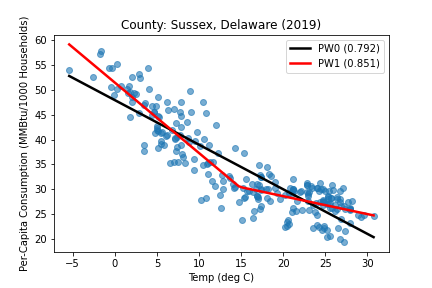 County: Sussex, Delaware (2019)
Per-Capita Consumption (MMBtu/1000 Households)
60
55
50
45
40
35
30
25
20
PW0 (0.792)
PW1 (0.851)
−5 0 5 10 15 20 25 30
Temp (deg C)